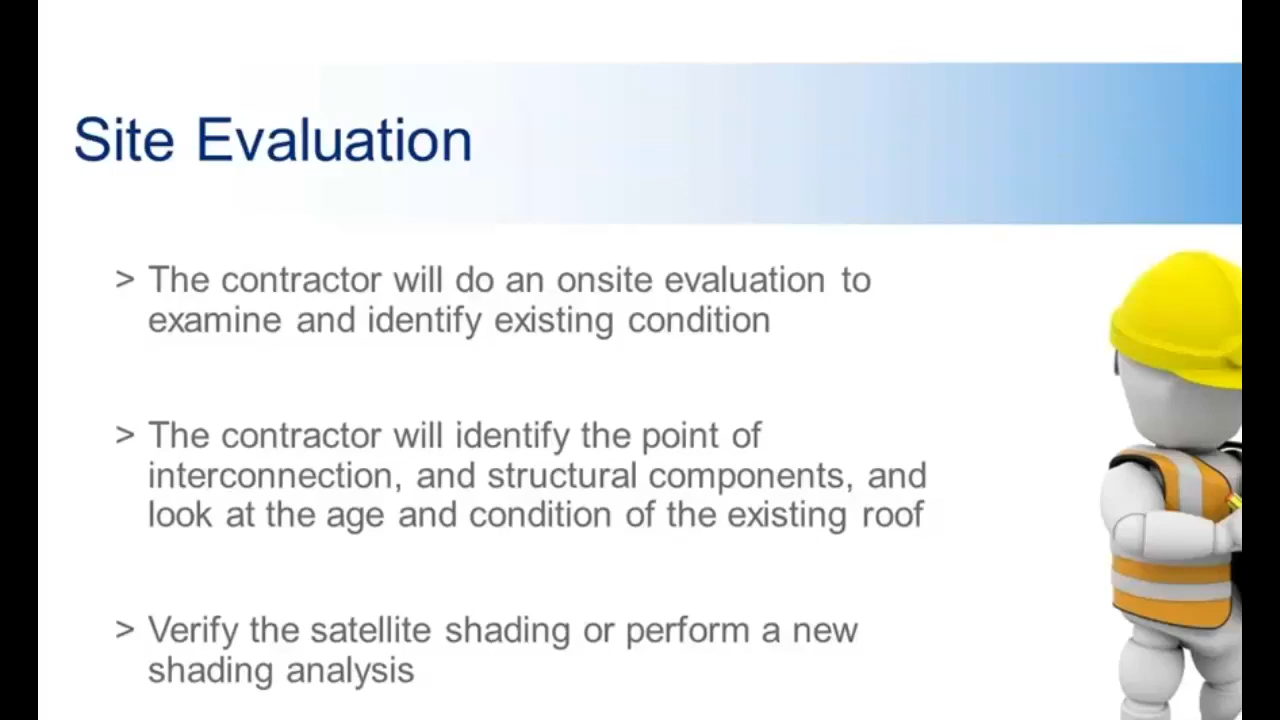 Site Evaluation
> The contractor will do an onsite evaluation to
examine and identify existing condition
> The contractor will identify the point of
interconnection, and structural components, and
look at the age and condition of the existing roof
> Verify the satellite shading or perform a new
shading analysis